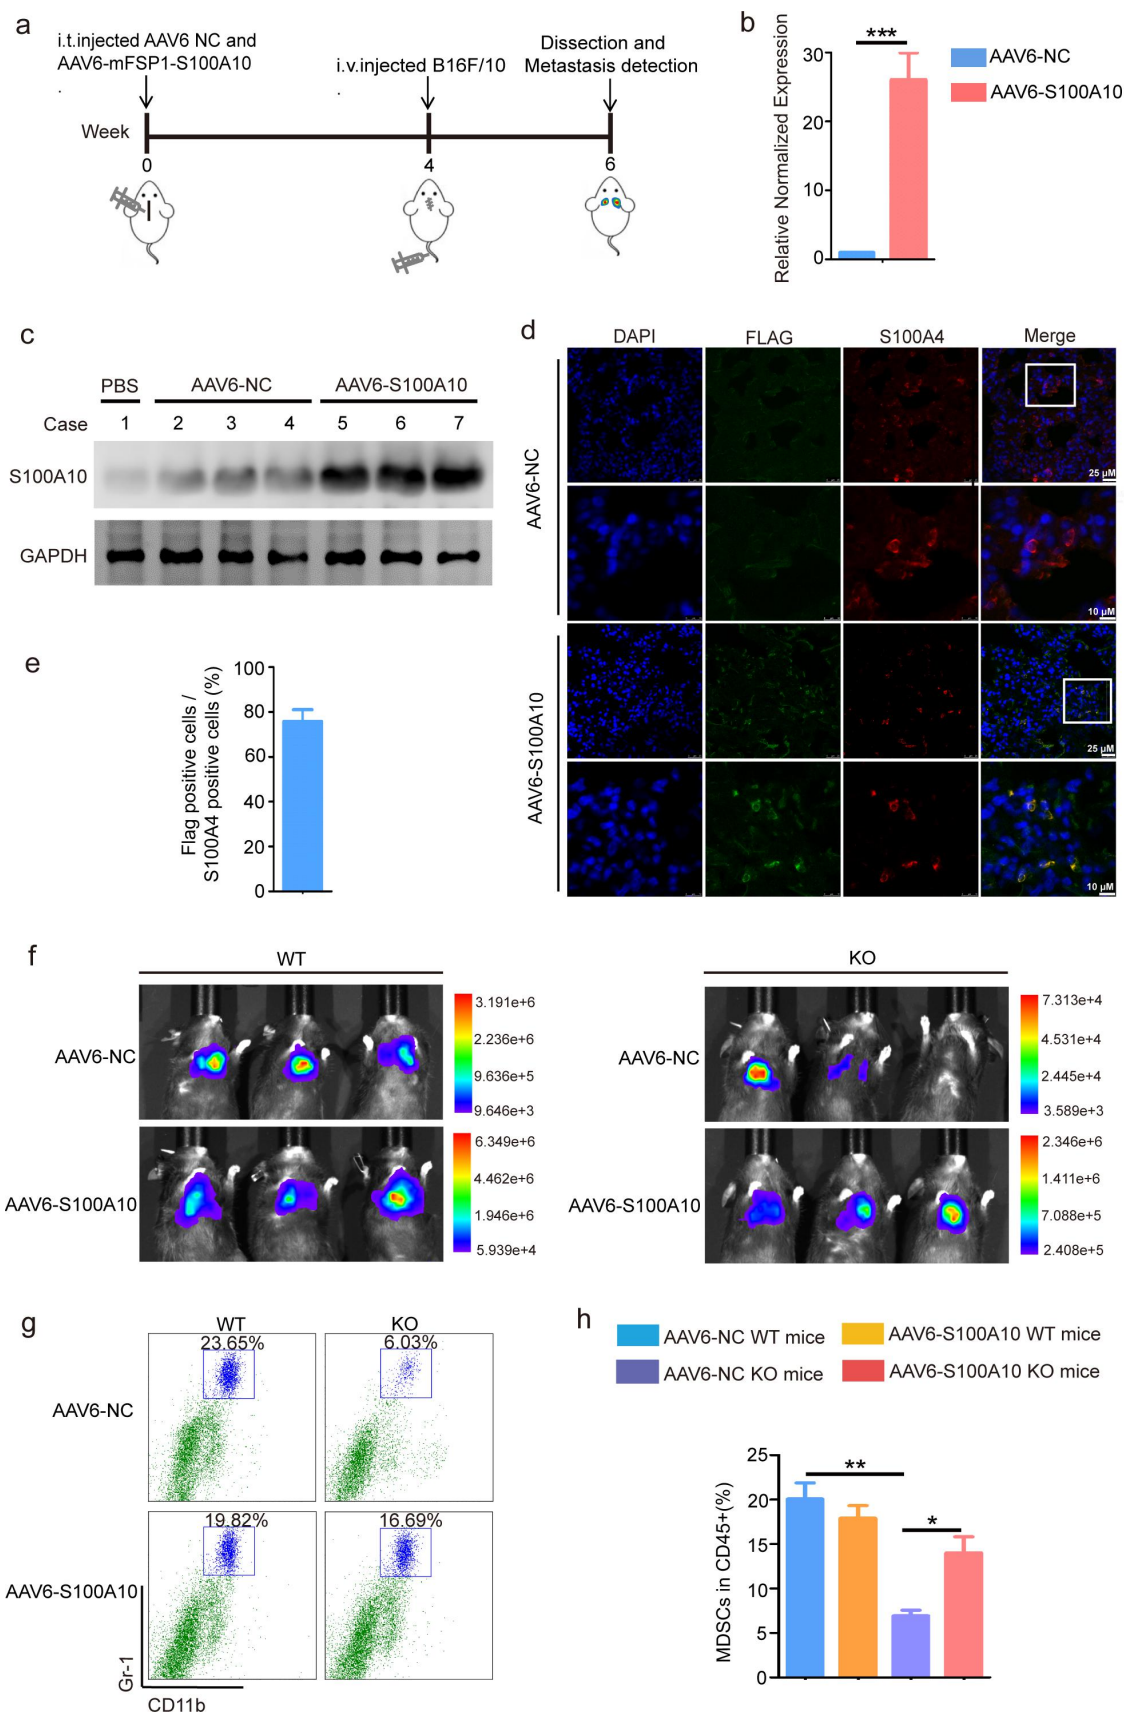 a
i.t.injected AAV6 NC and
AAV6-mFSP1-S100A10
.
i.v.injected B16F/10
.
Dissection and
Metastasis detection
Week
0
4
6
b
***
Relative Normalized Expression
30
20
10
0
AAV6-NC
AAV6-S100A10
c
PBS
AAV6-NC
AAV6-S100A10
Case 1 2 3 4 5 6 7
S100A10
GAPDH
d
DAPI FLAG S100A4 Merge
AAV6-NC
25 μM
10 μM
AAV6-S100A10
25 μM
10 μM
e
Flag positive cells /
S100A4 positive cells (%)
100
80
60
40
20
0
f
WT
AAV6-NC
3.191e+6
2.236e+6
9.636e+5
9.646e+3
AAV6-S100A10
6.349e+6
4.462e+6
1.946e+6
5.939e+4
KO
AAV6-NC
7.313e+4
4.531e+4
2.445e+4
3.589e+3
AAV6-S100A10
2.346e+6
1.411e+6
7.088e+5
2.408e+5
g
WT KO
23.65% 6.03%
AAV6-NC
19.82% 16.69%
AAV6-S100A10
Gr-1
CD11b
h
AAV6-NC WT mice
AAV6-S100A10 WT mice
AAV6-NC KO mice
AAV6-S100A10 KO mice
MDSCs in CD45+(%)
25
20
15
10
5
0
**
*